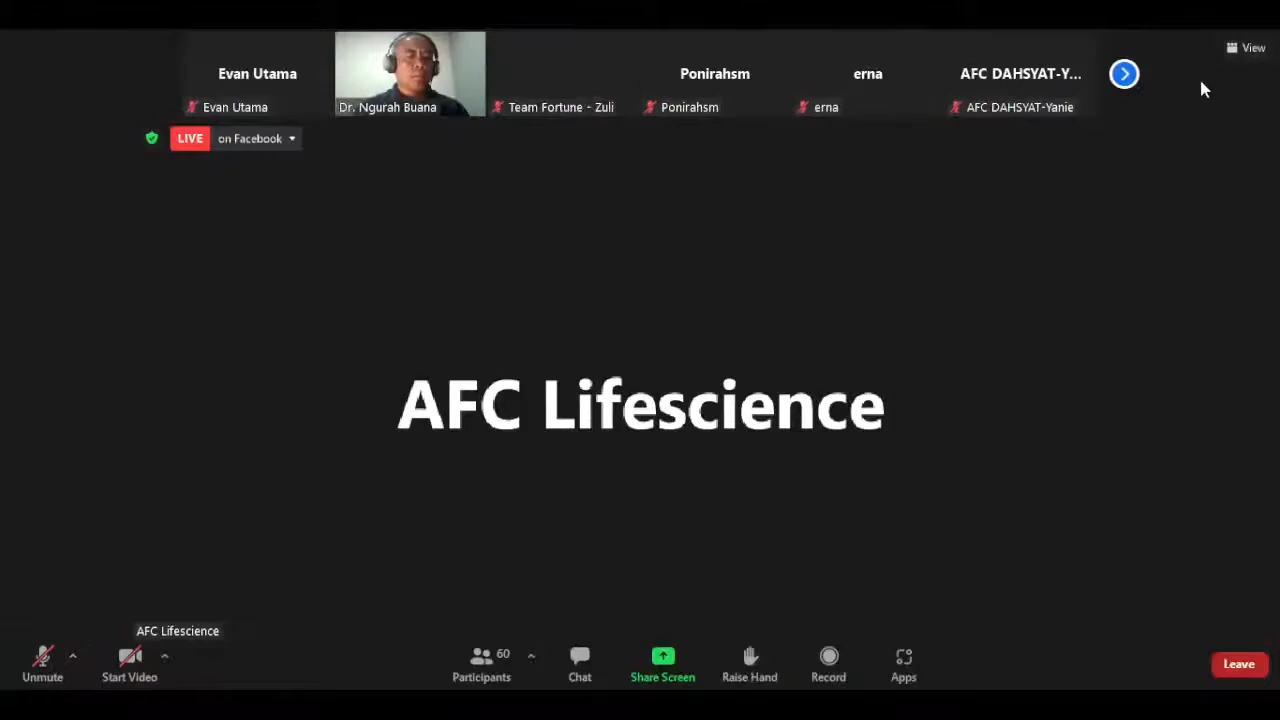 Evan Utama
Ponirahsm
erna
AFC DAHSYAT-Y...
View
Evan Utama
Dr. Ngurah Buana
Team Fortune - Zuli
Ponirahsm
erna
AFC DAHSYAT-Yanie
LIVE on Facebook
AFC Lifescience
AFC Lifescience
60
Unmute
Start Video
Participants
Chat
Share Screen
Raise Hand
Record
Apps
Leave